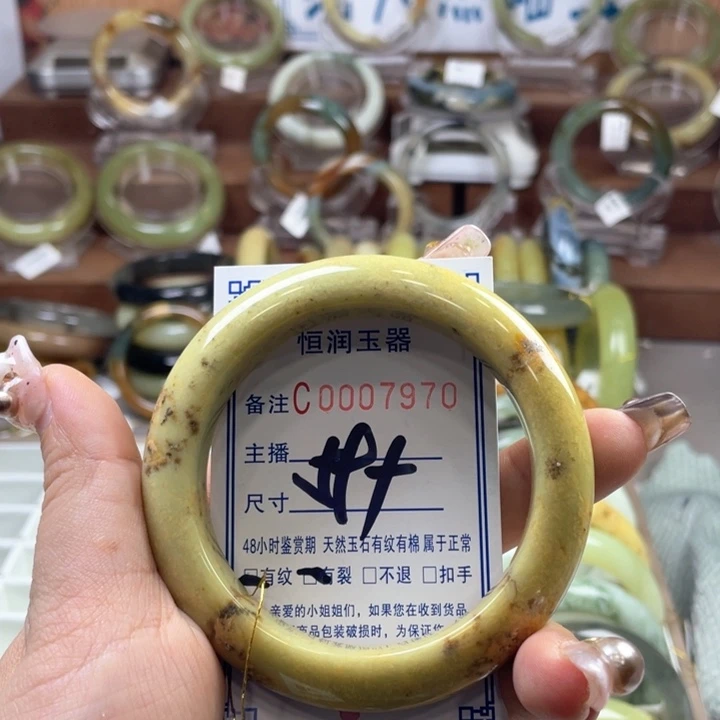 恒润玉器
备注C0007970
主播
尺寸
48小时鉴赏期 天然玉石有纹有棉属于正常
□有纹 □有裂 □不退 □扣手
亲爱的小姐姐们，如果您在收到货品
商品包装破损时，为保证您